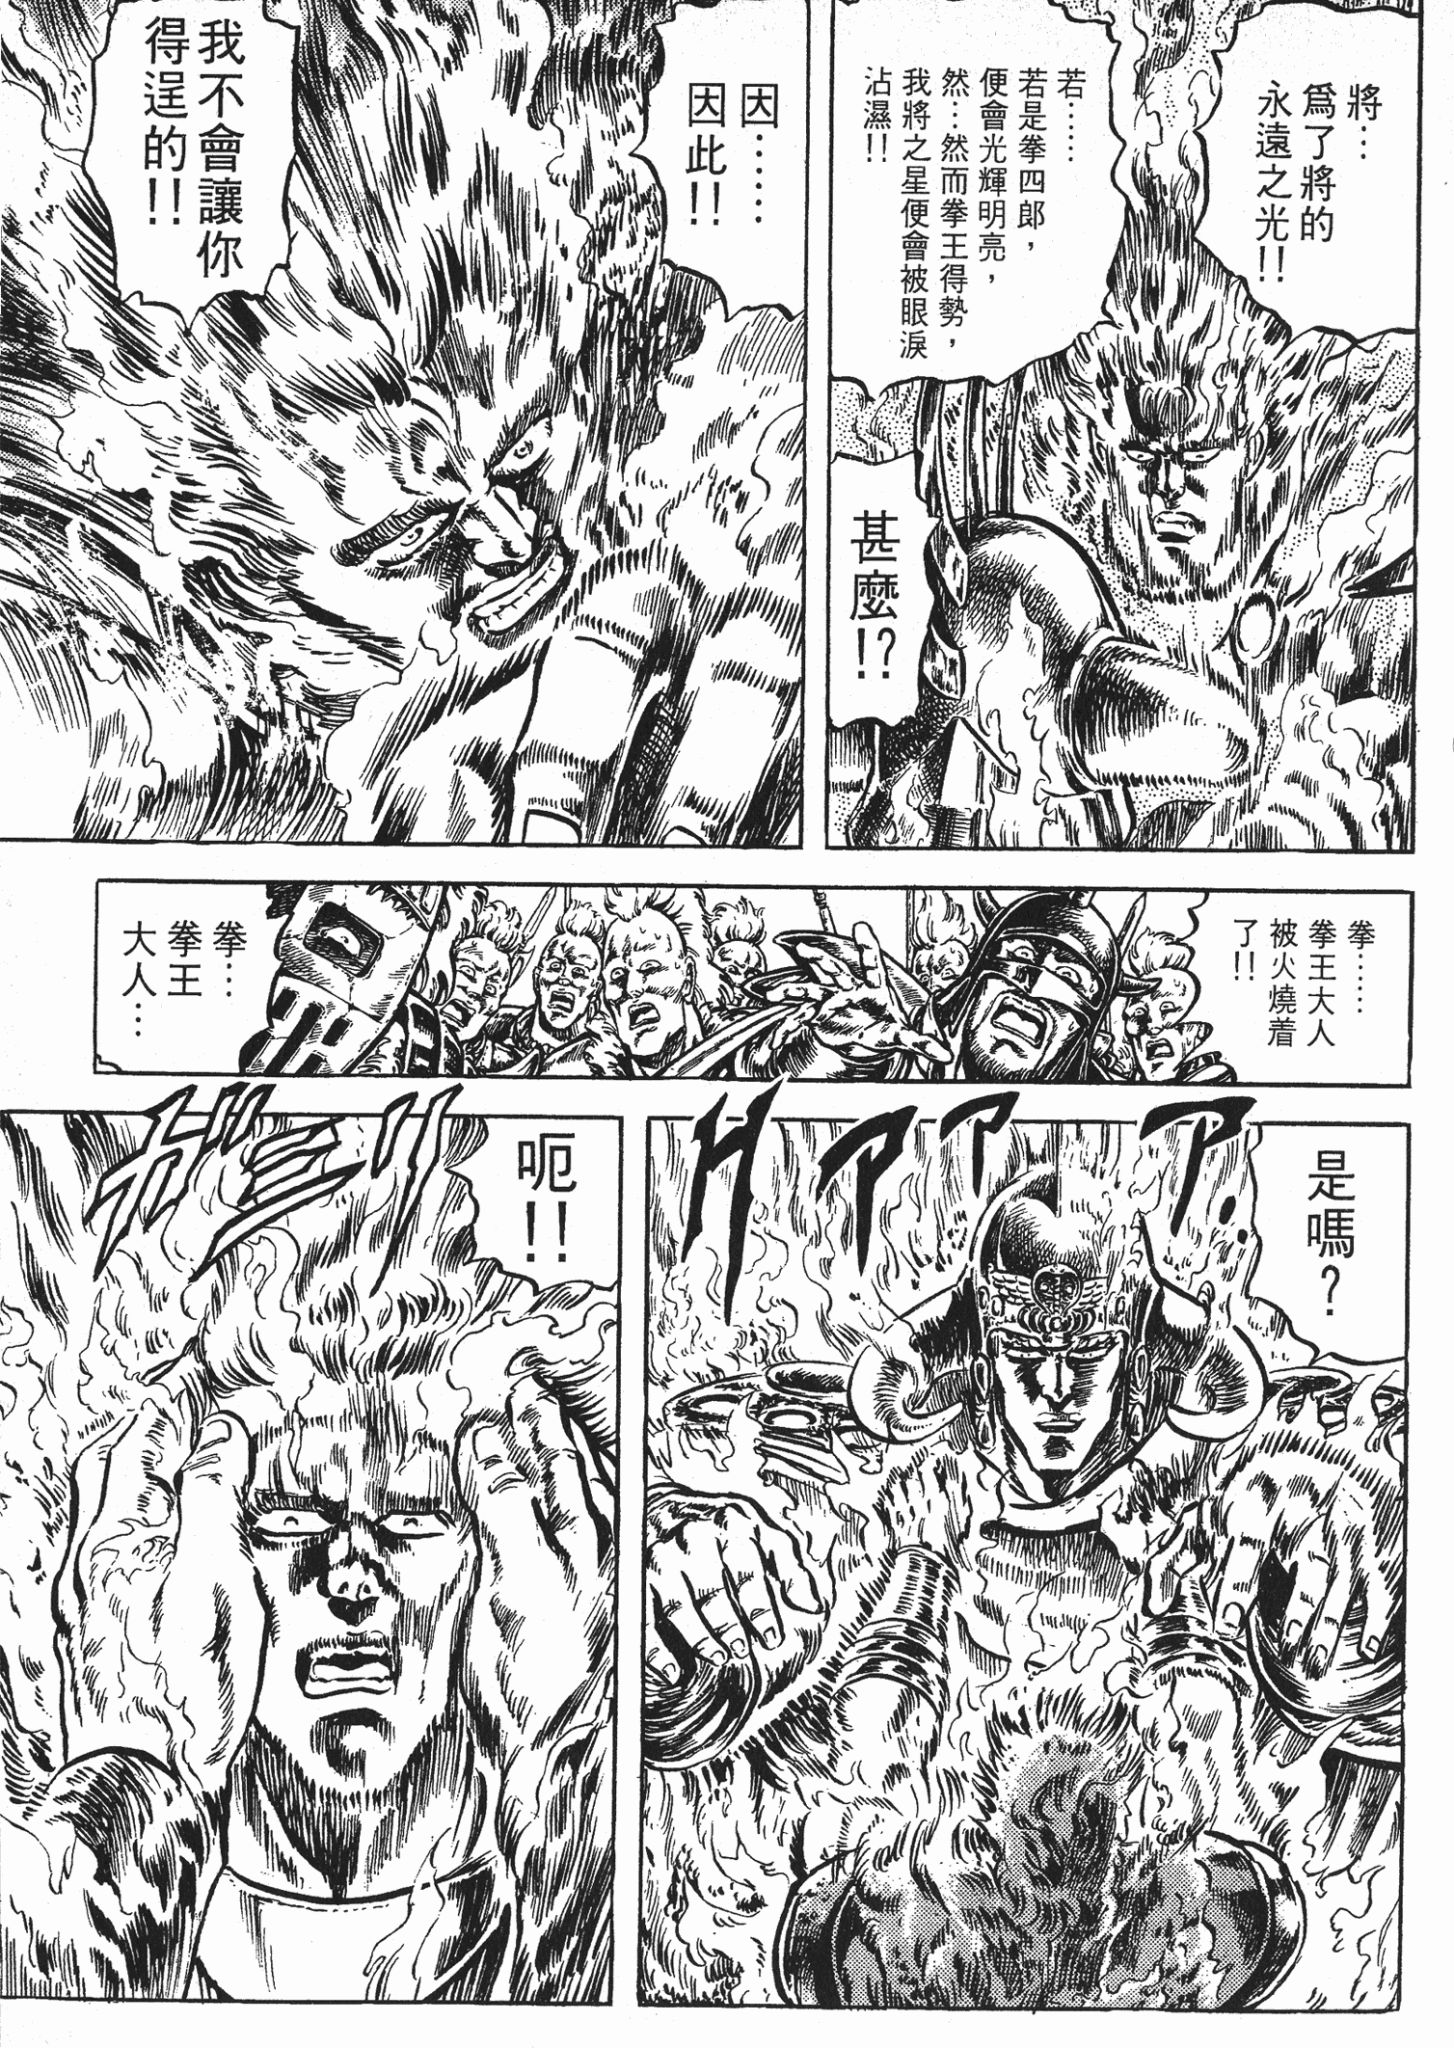 將…
爲了將的
永遠之光!!
若……
若是拳四郎，
便會光輝明亮，
然…然而拳王得勢，
我將之星便會被眼淚
沾濕!!
甚麼!?
因……
因此!!
我不會讓你
得逞的!!
拳……
拳王大人
被火燒着
了!!
拳…
拳王
大人…
是嗎？
ガアアア
呃!!
ガシィッ